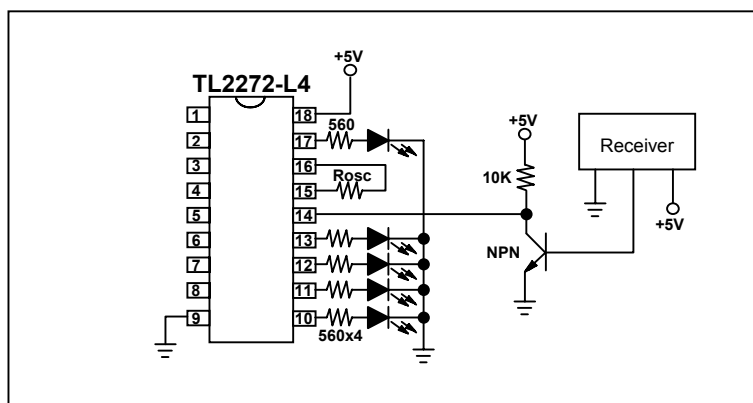 +5V
TL2272-L4
1 18
560
2 17
3 16
Rosc
4 15
5 14
6 13
7 12
8 11
9 10
560x4
+5V
10K
NPN
Receiver
+5V